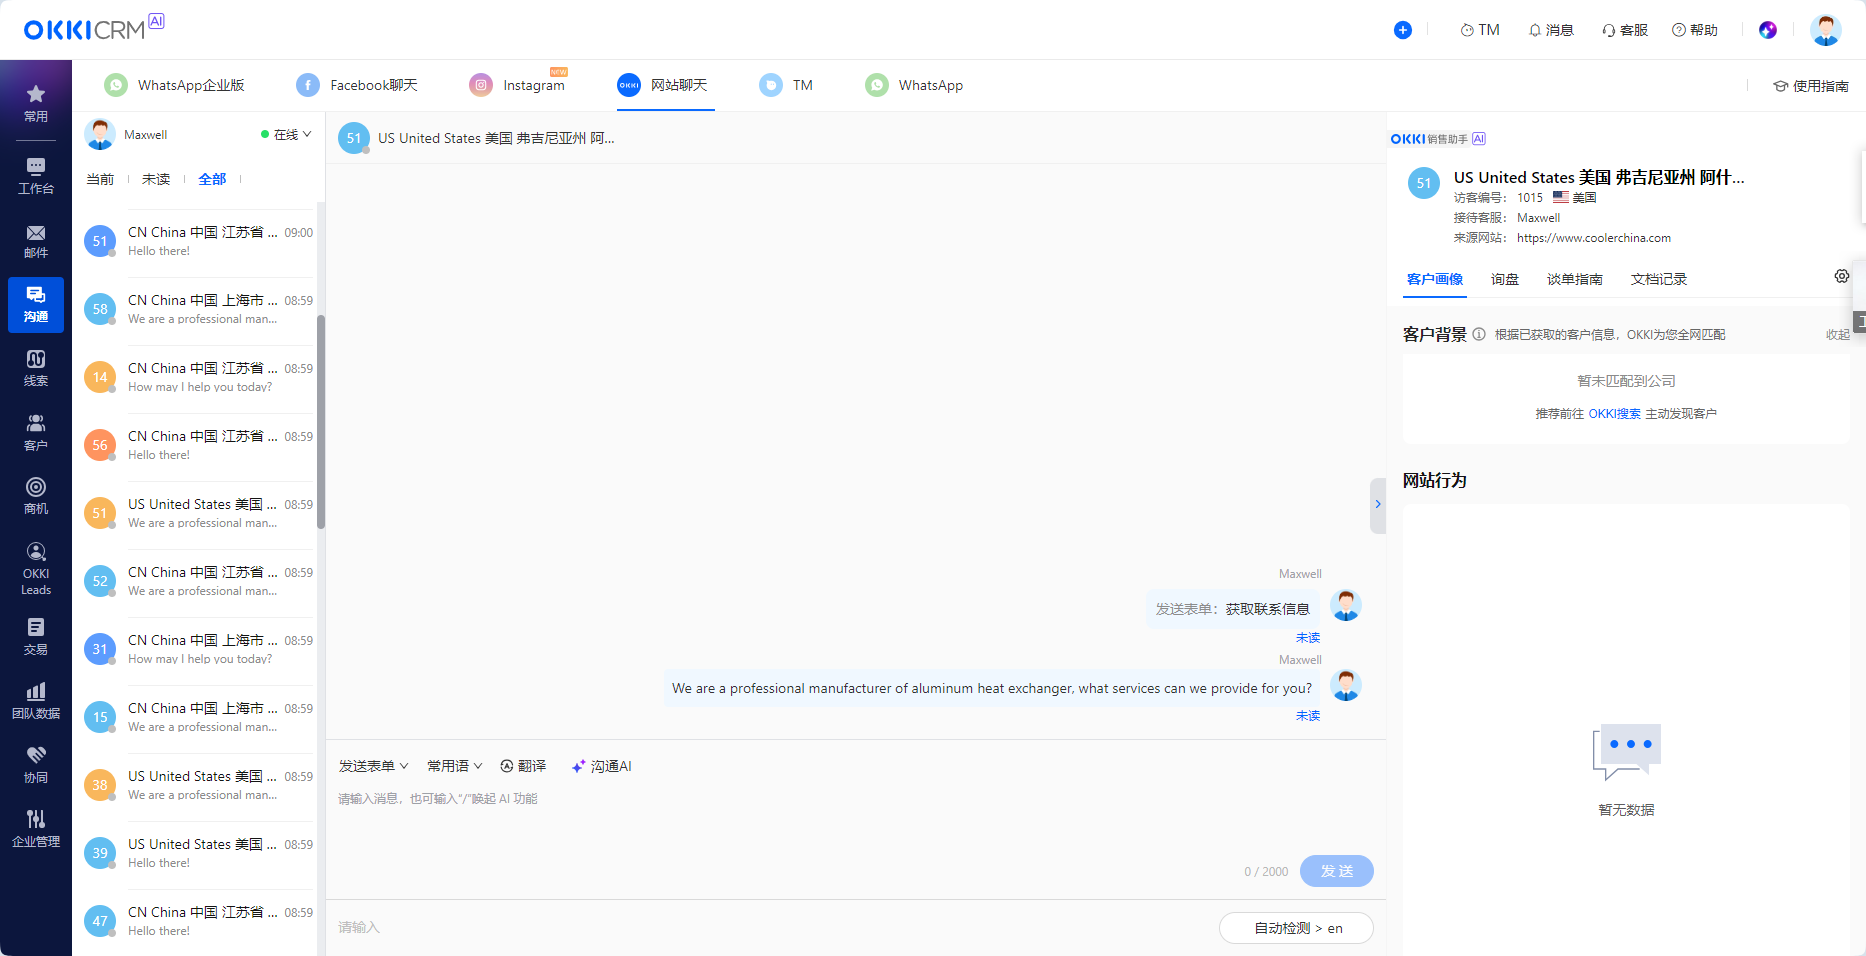 OKKICRM AI
TM
消息
客服
帮助
常用
工作台
邮件
沟通
线索
客户
商机
OKKI
Leads
交易
团队数据
协同
企业管理
WhatsApp企业版
Facebook聊天
Instagram
NEW
OKKI 网站聊天
TM
WhatsApp
使用指南
Maxwell
在线
当前
未读
全部
51 CN China 中国 江苏省 ... 09:00
Hello there!
58 CN China 中国 上海市 ... 08:59
We are a professional man...
14 CN China 中国 江苏省 ... 08:59
How may I help you today?
56 CN China 中国 江苏省 ... 08:59
Hello there!
51 US United States 美国 ... 08:59
We are a professional man...
52 CN China 中国 江苏省 ... 08:59
We are a professional man...
31 CN China 中国 上海市 ... 08:59
How may I help you today?
15 CN China 中国 上海市 ... 08:59
We are a professional man...
38 US United States 美国 ... 08:59
We are a professional man...
39 US United States 美国 ... 08:59
Hello there!
47 CN China 中国 江苏省 ... 08:59
Hello there!
51 US United States 美国 弗吉尼亚州 阿...
Maxwell
发送表单：获取联系信息
未读
Maxwell
We are a professional manufacturer of aluminum heat exchanger, what services can we provide for you?
未读
发送表单
常用语
翻译
沟通AI
请输入消息，也可输入“/”唤起 AI 功能
0 / 2000
发 送
请输入
自动检测 > en
OKKI 销售助手 AI
51 US United States 美国 弗吉尼亚州 阿什...
访客编号： 1015 美国
接待客服： Maxwell
来源网站： https://www.coolerchina.com
客户画像
询盘
谈单指南
文档记录
客户背景 根据已获取的客户信息，OKKI为您全网匹配 收起
暂未匹配到公司
推荐前往 OKKI搜索 主动发现客户
网站行为
暂无数据